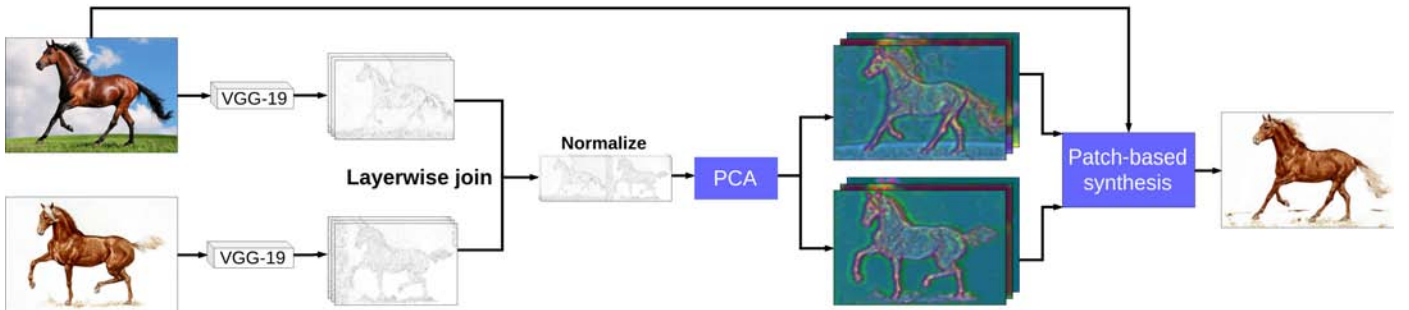 VGG-19
Layerwise join
Normalize
PCA
Patch-based
synthesis
VGG-19